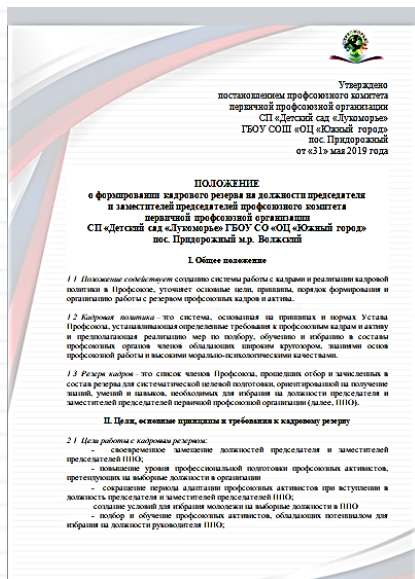 Утверждено
постановлением профсоюзного комитета
первичной профсоюзной организации
СП «Детский сад «Лукоморье»
ГБОУ СОШ «ОЦ «Южный город»
пос. Придорожный
от «31» мая 2019 года
ПОЛОЖЕНИЕ
о формировании кадрового резерва на должности председателя
и заместителей председателей профсоюзного комитета
первичной профсоюзной организации
СП «Детский сад «Лукоморье» ГБОУ СО «ОЦ «Южный город»
пос. Придорожный м.р. Волжский
I. Общее положение
1 1 Положение содействует созданию системы работы с кадрами и реализации кадровой
политики в Профсоюзе, уточняет основные цели, принципы, порядок формирования и
организацию работы с резервом профсоюзных кадров и актива.
1 2 Кадровая политика – это система, основанная на принципах и нормах Устава
Профсоюза, устанавливающая определенные требования к профсоюзным кадрам и активу
и предполагающая реализацию мер по подбору, обучению и избранию в составы
профсоюзных органов членов обладающих широким кругозором, знаниями основ
профсоюзной работы и высокими морально-психологическими качествами.
1 3 Резерв кадров – это список членов Профсоюза, прошедших отбор и зачисленных в
состав резерва для систематической целевой подготовки, ориентированной на получение
знаний, умений и навыков, необходимых для избрания на должности председателя и
заместителей председателей первичной профсоюзной организации (далее, ППО).
II. Цели, основные принципы и требования к кадровому резерву
2 1 Цели работы с кадровым резервом:
- своевременное замещение должностей председателя и заместителей
председателей ППО;
- повышение уровня профессиональной подготовки профсоюзных активистов,
претендующих на выборные должности в организации
- сокращение периода адаптации профсоюзных активистов при вступлении в
должность председателя и заместителей председателей ППО;
создание условий для избрания молодежи на выборные должности в ППО
- подбор и обучение профсоюзных активистов, обладающих потенциалом для
избрания на должности руководителя ППО;